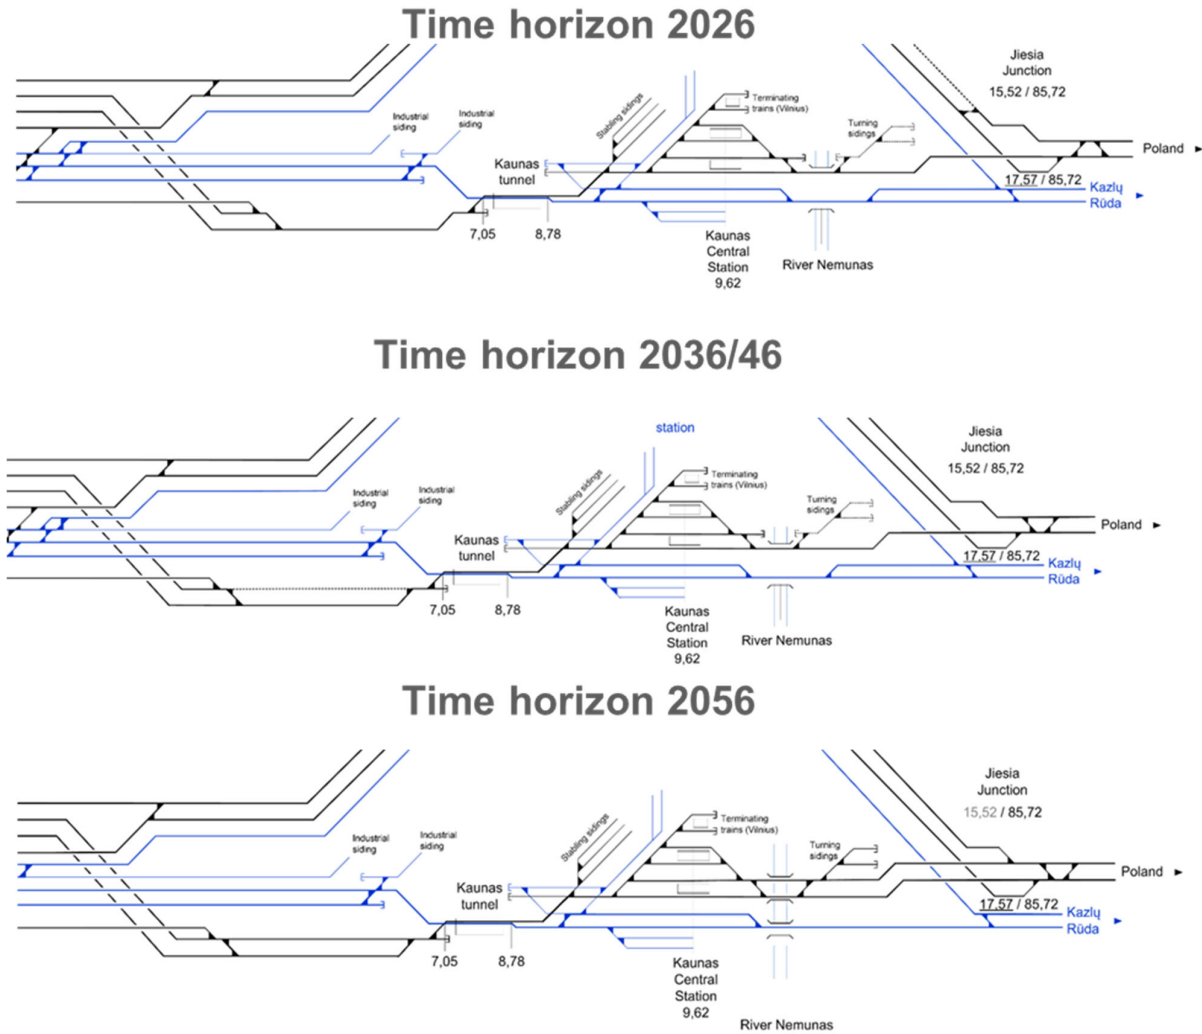 Time horizon 2026
Jiesia
Junction
15,52 / 85,72
Industrial
siding
Industrial
siding
Stabling sidings
Terminating
trains (Vilnius)
Turning
sidings
Poland
Kaunas
tunnel
17,57 / 85,72
Kazlų
Rūda
7,05
8,78
Kaunas
Central
Station
9,62
River Nemunas
Time horizon 2036/46
station
Jiesia
Junction
15,52 / 85,72
Industrial
siding
Industrial
siding
Stabling sidings
Terminating
trains (Vilnius)
Turning
sidings
Poland
Kaunas
tunnel
17,57 / 85,72
Kazlų
Rūda
7,05
8,78
Kaunas
Central
Station
9,62
River Nemunas
Time horizon 2056
Jiesia
Junction
15,52 / 85,72
Industrial
siding
Industrial
siding
Stabling sidings
Terminating
trains (Vilnius)
Turning
sidings
Poland
Kaunas
tunnel
17,57 / 85,72
Kazlų
Rūda
7,05
8,78
Kaunas
Central
Station
9,62
River Nemunas